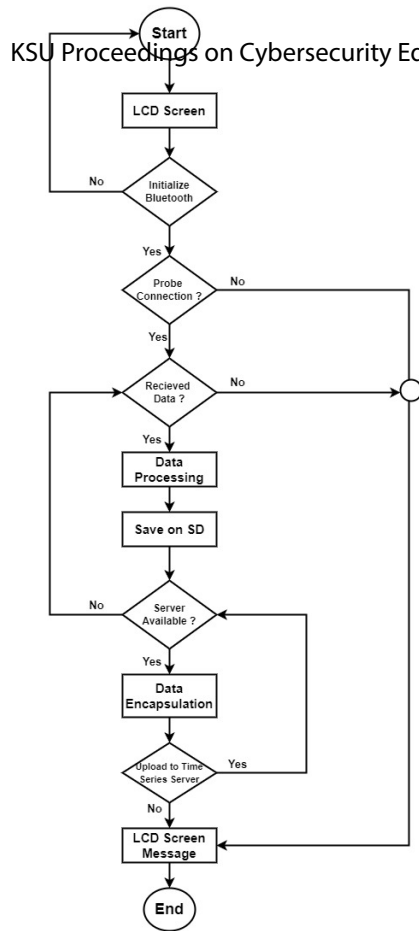 Start
KSU Proceedings on Cybersecurity Ed
LCD Screen
No
Initialize
Bluetooth
Yes
Probe
Connection ?
No
Yes
Recieved
Data ?
No
Yes
Data
Processing
Save on SD
Server
Available ?
No
Yes
Data
Encapsulation
Upload to Time
Series Server
Yes
No
LCD Screen
Message
End